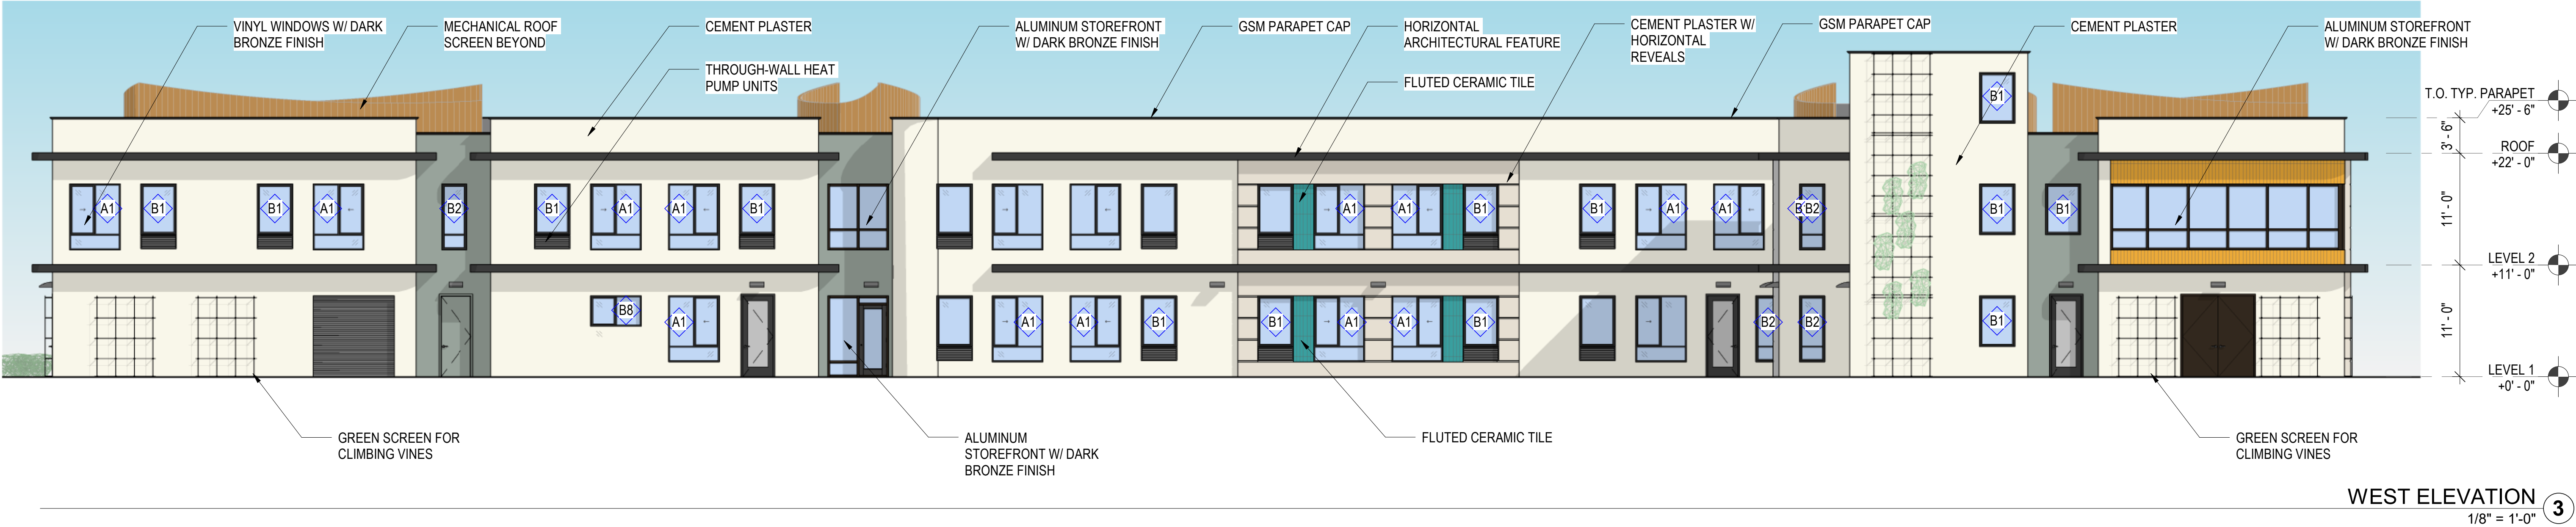 VINYL WINDOWS W/ DARK
BRONZE FINISH
MECHANICAL ROOF
SCREEN BEYOND
CEMENT PLASTER
THROUGH-WALL HEAT
PUMP UNITS
ALUMINUM STOREFRONT
W/ DARK BRONZE FINISH
GSM PARAPET CAP
HORIZONTAL
ARCHITECTURAL FEATURE
FLUTED CERAMIC TILE
CEMENT PLASTER W/
HORIZONTAL
REVEALS
GSM PARAPET CAP
CEMENT PLASTER
ALUMINUM STOREFRONT
W/ DARK BRONZE FINISH
T.O. TYP. PARAPET
+25' - 6"
3' - 6"
ROOF
+22' - 0"
11' - 0"
LEVEL 2
+11' - 0"
11' - 0"
LEVEL 1
+0' - 0"
B1
A1 B1 B1 A1 B2 B1 A1 A1 B1 A1 A1 B1 B1 A1 A1 B2 B1 B1
B8 A1 A1 A1 B1 B1 A1 A1 B1 B2 B2 B1
GREEN SCREEN FOR
CLIMBING VINES
ALUMINUM
STOREFRONT W/ DARK
BRONZE FINISH
FLUTED CERAMIC TILE
GREEN SCREEN FOR
CLIMBING VINES
WEST ELEVATION
1/8" = 1'-0"
3